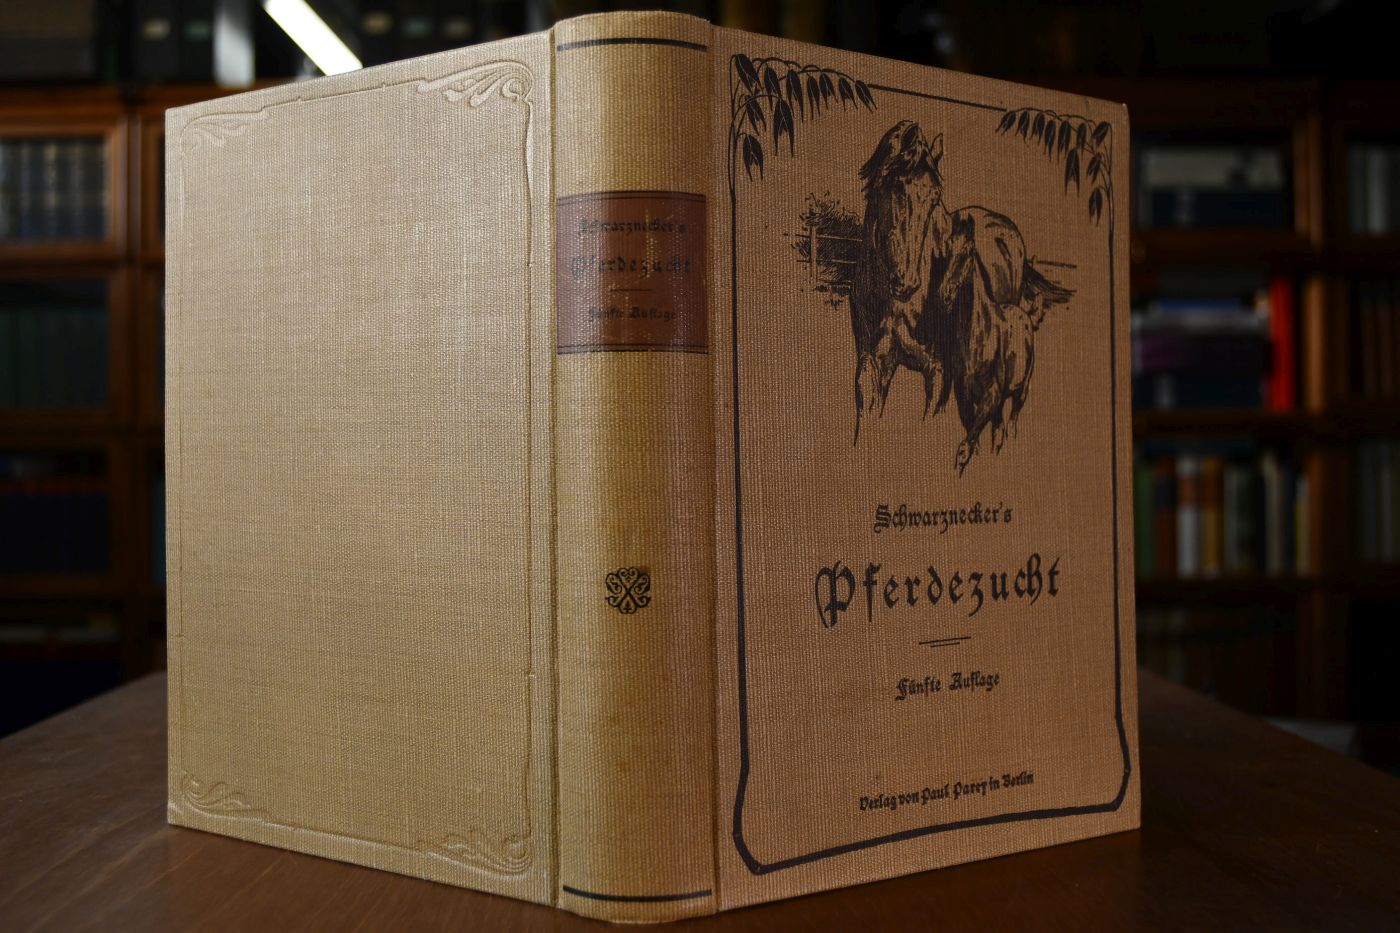 Schwarznecker's
Pferdezucht
Fünfte Auflage
Schwarznecker's
Pferdezucht
Fünfte Auflage
Verlag von Paul Parey in Berlin